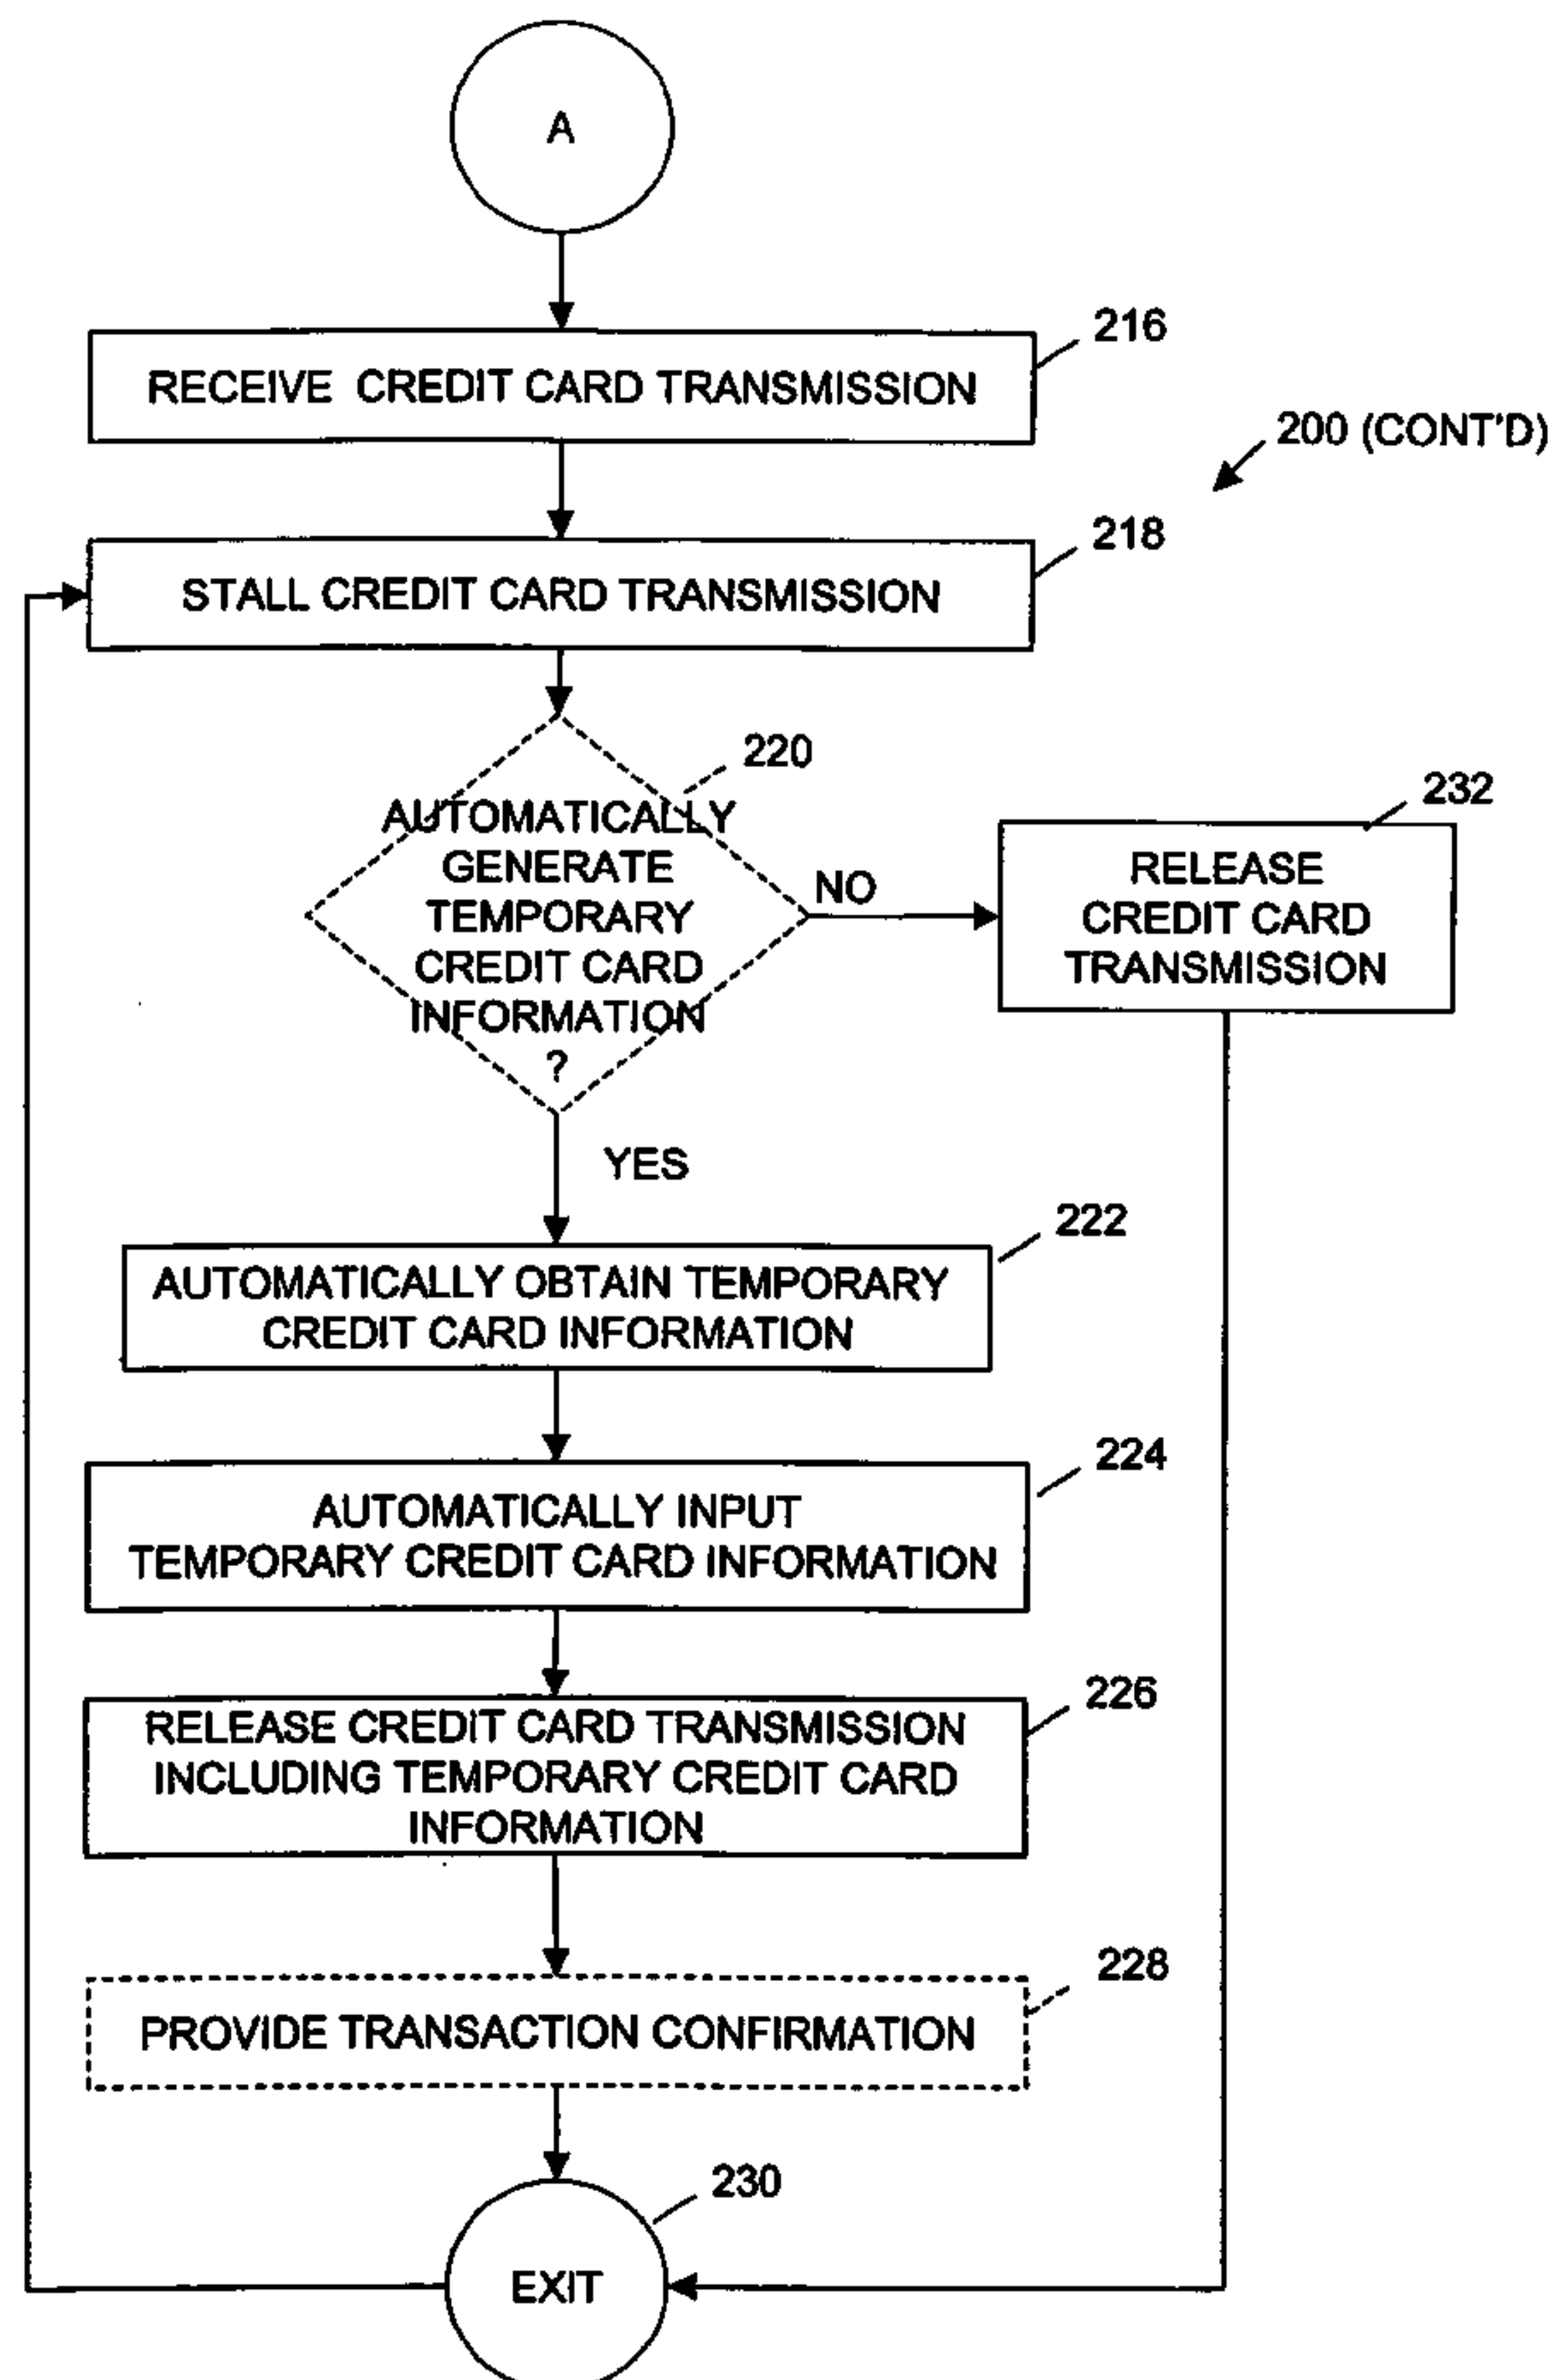 A
216
RECEIVE CREDIT CARD TRANSMISSION
200 (CONT'D)
218
STALL CREDIT CARD TRANSMISSION
220
AUTOMATICALLY
GENERATE
TEMPORARY
CREDIT CARD
INFORMATION
?
NO
232
RELEASE
CREDIT CARD
TRANSMISSION
YES
222
AUTOMATICALLY OBTAIN TEMPORARY
CREDIT CARD INFORMATION
224
AUTOMATICALLY INPUT
TEMPORARY CREDIT CARD INFORMATION
226
RELEASE CREDIT CARD TRANSMISSION
INCLUDING TEMPORARY CREDIT CARD
INFORMATION
228
PROVIDE TRANSACTION CONFIRMATION
230
EXIT